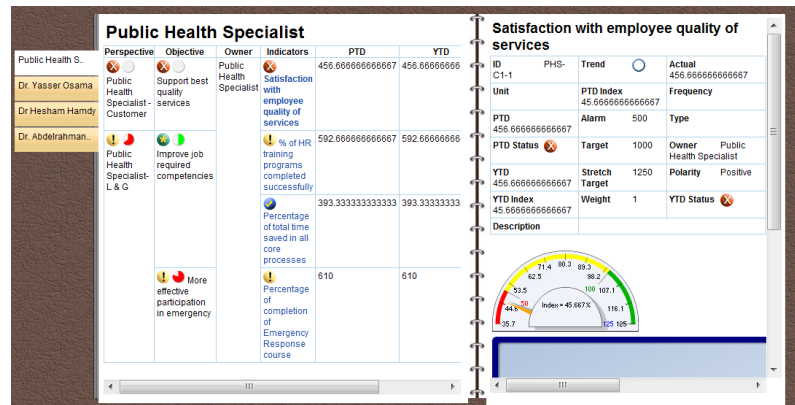 Public Health S..
Dr. Yasser Osama
Dr Hesham Hamdy
Dr. Abdelrahman..
Public Health Specialist
Perspective Objective Owner Indicators PTD YTD
Public Health Specialist - Customer
Support best quality services
Public Health Specialist
Satisfaction with employee quality of services
456.666666666667 456.66666666
Public Health Specialist- L & G
Improve job required competencies
% of HR training programs completed successfully
592.666666666667 592.66666666
Percentage of total time saved in all core processes
393.333333333333 393.33333333
More effective participation in emergency
Percentage of completion of Emergency Response course
610 610
Satisfaction with employee quality of
services
ID PHS-C1-1 Trend Actual 456.666666666667
Unit PTD Index 45.6666666666667 Frequency
PTD 456.666666666667 Alarm 500 Type
PTD Status Target 1000 Owner Public Health Specialist
YTD 456.666666666667 Stretch Target 1250 Polarity Positive
YTD Index 45.6666666666667 Weight 1 YTD Status
Description
71.4 80.3 89.3
62.5 98.2
53.5 100 107.1
44.6 50 Index = 45.667% 116.1
35.7 125 125